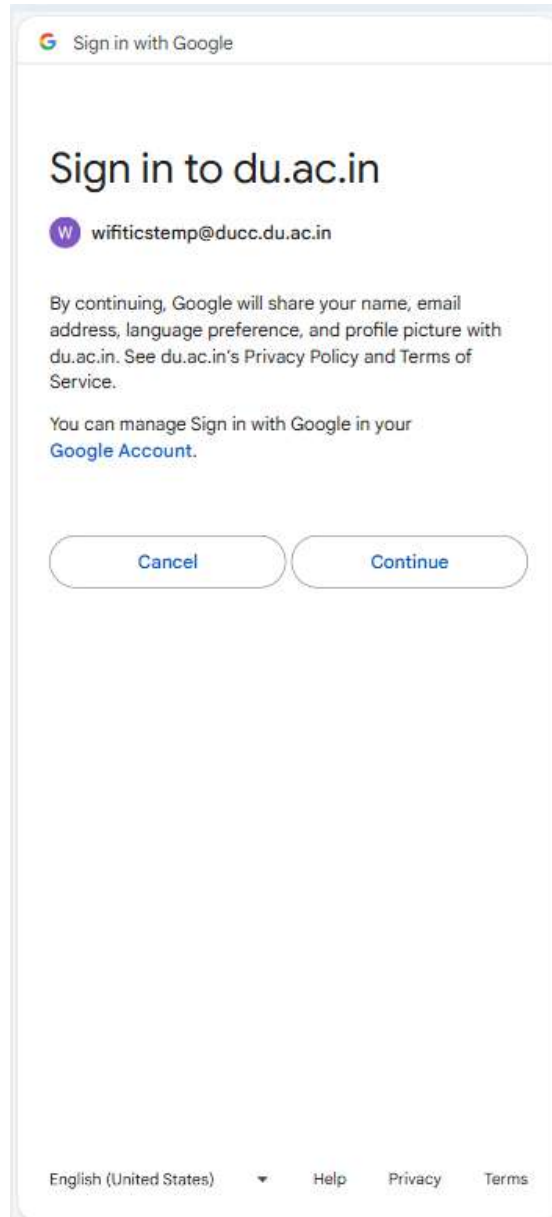 Sign in with Google
Sign in to du.ac.in
W wifiticstemp@ducc.du.ac.in
By continuing, Google will share your name, email
address, language preference, and profile picture with
du.ac.in. See du.ac.in's Privacy Policy and Terms of
Service.
You can manage Sign in with Google in your
Google Account.
Cancel Continue
English (United States) Help Privacy Terms